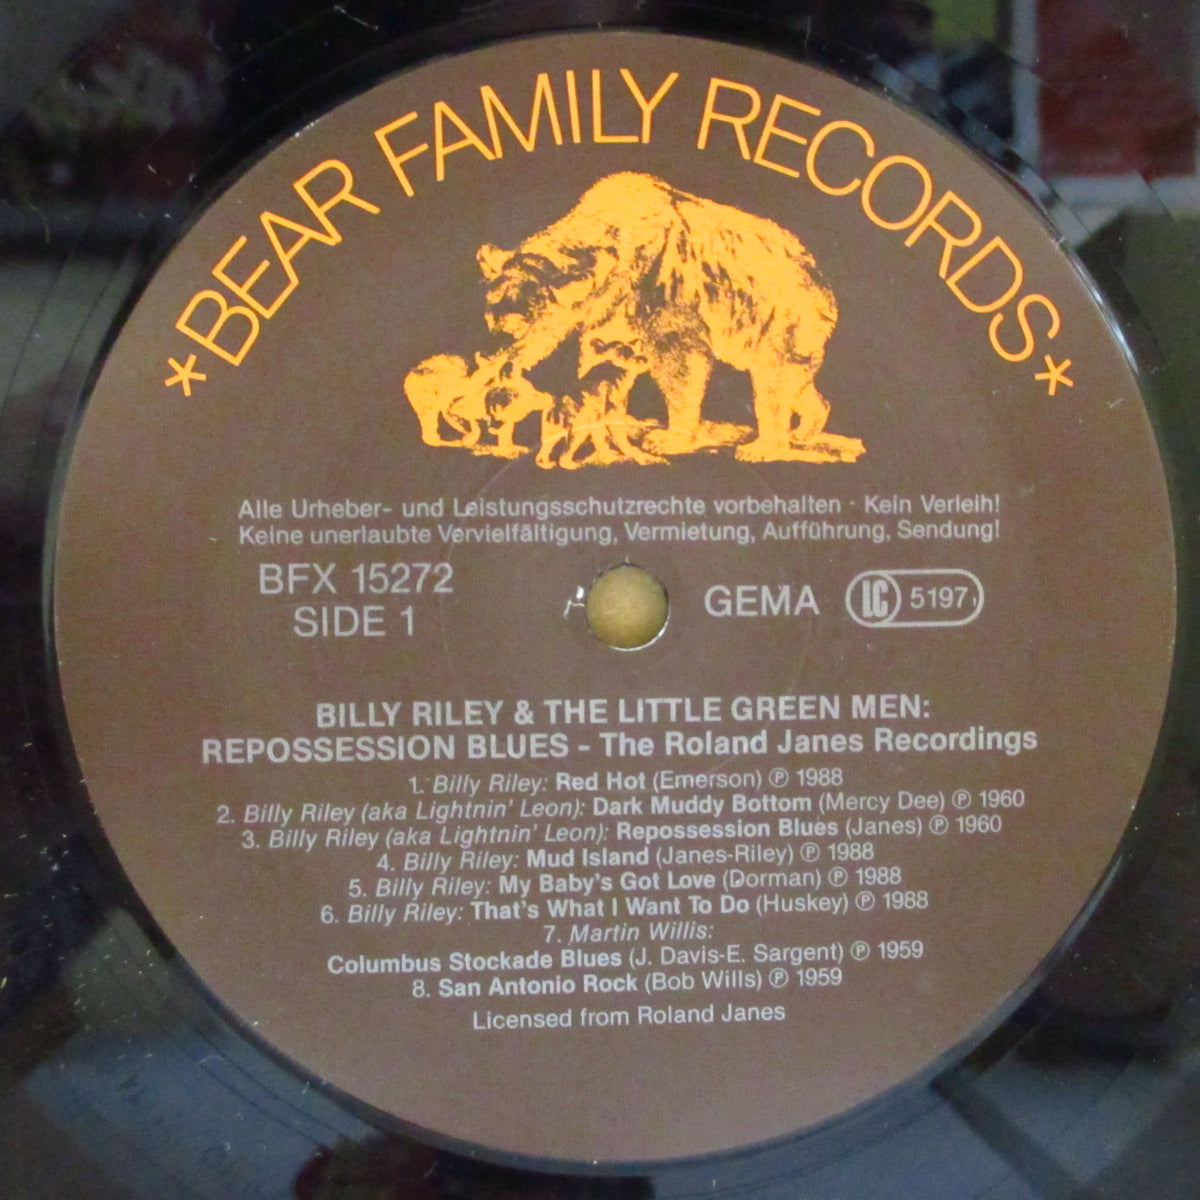 *BEAR FAMILY RECORDS*
Alle Urheber- und Leistungsschutzrechte vorbehalten · Kein Verleih!
Keine unerlaubte Vervielfältigung, Vermietung, Aufführung, Sendung!
BFX 15272
SIDE 1
GEMA LC 5197
BILLY RILEY & THE LITTLE GREEN MEN:
REPOSSESSION BLUES - The Roland Janes Recordings
1. Billy Riley: Red Hot (Emerson) ℗ 1988
2. Billy Riley (aka Lightnin' Leon): Dark Muddy Bottom (Mercy Dee) ℗ 1960
3. Billy Riley (aka Lightnin' Leon): Repossession Blues (Janes) ℗ 1960
4. Billy Riley: Mud Island (Janes-Riley) ℗ 1988
5. Billy Riley: My Baby's Got Love (Dorman) ℗ 1988
6. Billy Riley: That's What I Want To Do (Huskey) ℗ 1988
7. Martin Willis:
Columbus Stockade Blues (J. Davis-E. Sargent) ℗ 1959
8. San Antonio Rock (Bob Wills) ℗ 1959
Licensed from Roland Janes